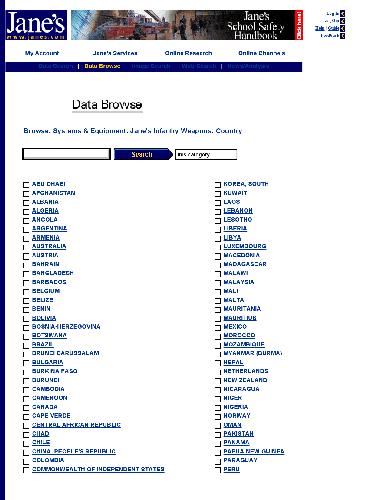 Jane's
www.janes.com
Jane's
School Safety
Handbook
Click here!
My Account
Jane's Services
Online Research
Online Channels
Data Search | Data Browse | Image Search | Web Search | News/Analysis
Data Browse
Browse: Systems & Equipment: Jane's Infantry Weapons: Country
Search
this category
ABU DHABI
AFGHANISTAN
ALBANIA
ALGERIA
ANGOLA
ARGENTINA
ARMENIA
AUSTRALIA
AUSTRIA
BAHRAIN
BANGLADESH
BARBADOS
BELGIUM
BELIZE
BENIN
BOLIVIA
BOSNIA-HERZEGOVINA
BOTSWANA
BRAZIL
BRUNEI DARUSSALAM
BULGARIA
BURKINA FASO
BURUNDI
CAMBODIA
CAMEROON
CANADA
CAPE VERDE
CENTRAL AFRICAN REPUBLIC
CHAD
CHILE
CHINA, PEOPLE'S REPUBLIC
COLOMBIA
COMMONWEALTH OF INDEPENDENT STATES
KOREA, SOUTH
KUWAIT
LAOS
LEBANON
LESOTHO
LIBERIA
LIBYA
LUXEMBOURG
MACEDONIA
MADAGASCAR
MALAWI
MALAYSIA
MALI
MALTA
MAURITANIA
MAURITIUS
MEXICO
MOROCCO
MOZAMBIQUE
MYANMAR (BURMA)
NEPAL
NETHERLANDS
NEW ZEALAND
NICARAGUA
NIGER
NIGERIA
NORWAY
OMAN
PAKISTAN
PANAMA
PAPUA NEW GUINEA
PARAGUAY
PERU